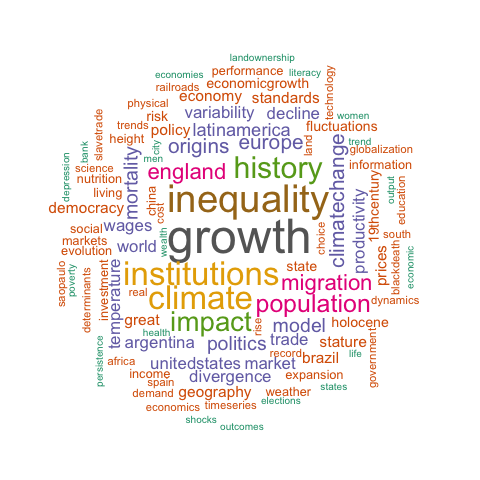 landownership
economies performance literacy
railroads economicgrowth technology
physical economy standards
trends risk variability decline women
bank slavetrade height policy latinamerica fluctuations trend
city origins europe land globalization
science men england history climatechange information
depression nutrition mortality
living china cost inequality 19thcentury output education
democracy
social wages growth choice productivity south
markets world wealth prices blackdeath economic
evolution
saopaulo poverty investment temperature institutions state migration dynamics
determinants real climate population
great health impact rise model holocene
persistence argentina politics trade stature government
africa unitedstates market record brazil life
income spain divergence expansion states
demand geography weather
economics timeseries elections
shocks outcomes